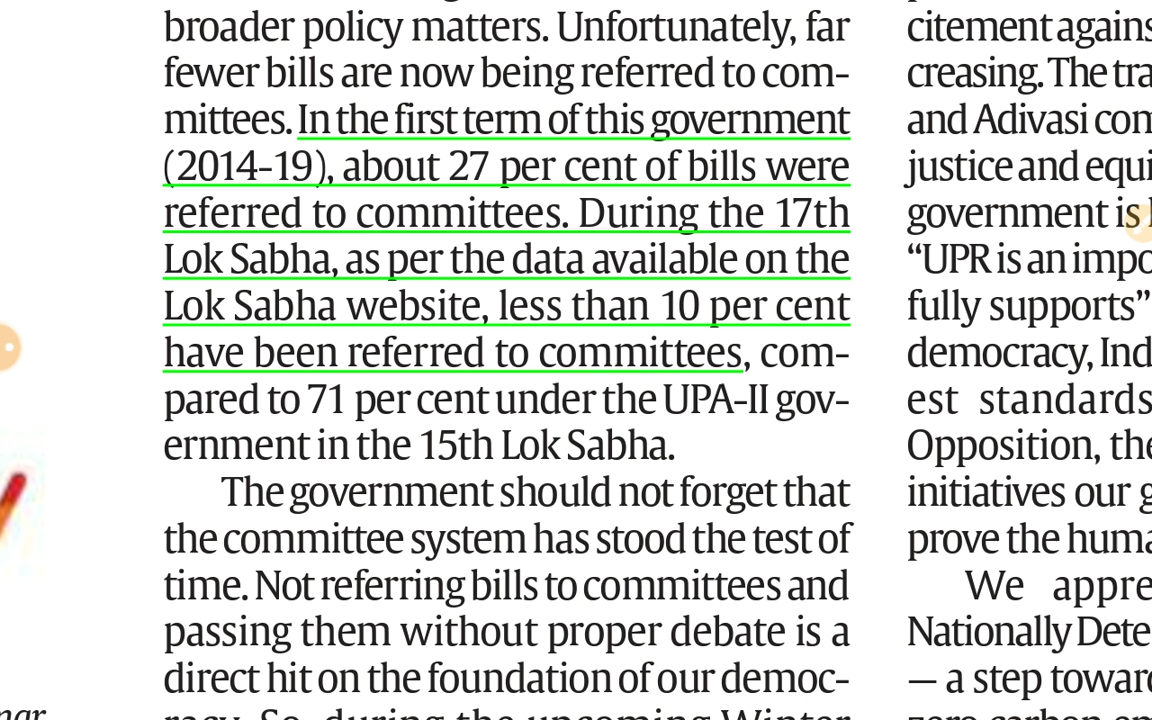 broader policy matters. Unfortunately, far
fewer bills are now being referred to com-
mittees. In the first term of this government
(2014-19), about 27 per cent of bills were
referred to committees. During the 17th
Lok Sabha, as per the data available on the
Lok Sabha website, less than 10 per cent
have been referred to committees, com-
pared to 71 per cent under the UPA-II gov-
ernment in the 15th Lok Sabha.
The government should not forget that
the committee system has stood the test of
time. Not referring bills to committees and
passing them without proper debate is a
direct hit on the foundation of our democ-
racy. So, during the upcoming Winter
citement agains
creasing. The tra
and Adivasi com
justice and equi
government is
“UPR is an impo
fully supports”
democracy, Ind
est standards
Opposition, the
initiatives our g
prove the huma
We appre
Nationally Dete
— a step toward